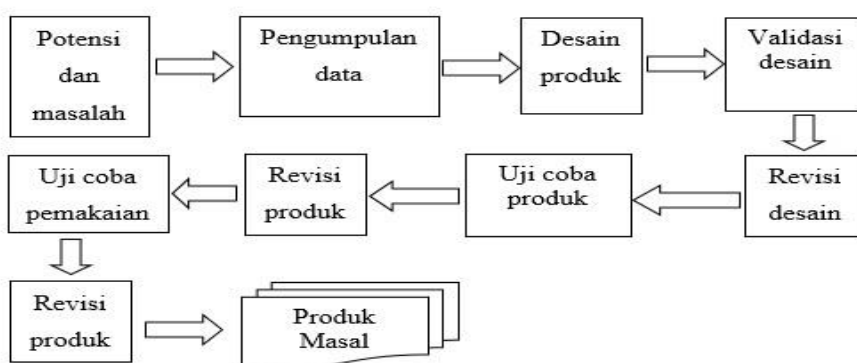 Potensi
dan
masalah
Pengumpulan
data
Desain
produk
Validasi
desain
Revisi
desain
Uji coba
produk
Revisi
produk
Uji coba
pemakaian
Revisi
produk
Produk
Masal